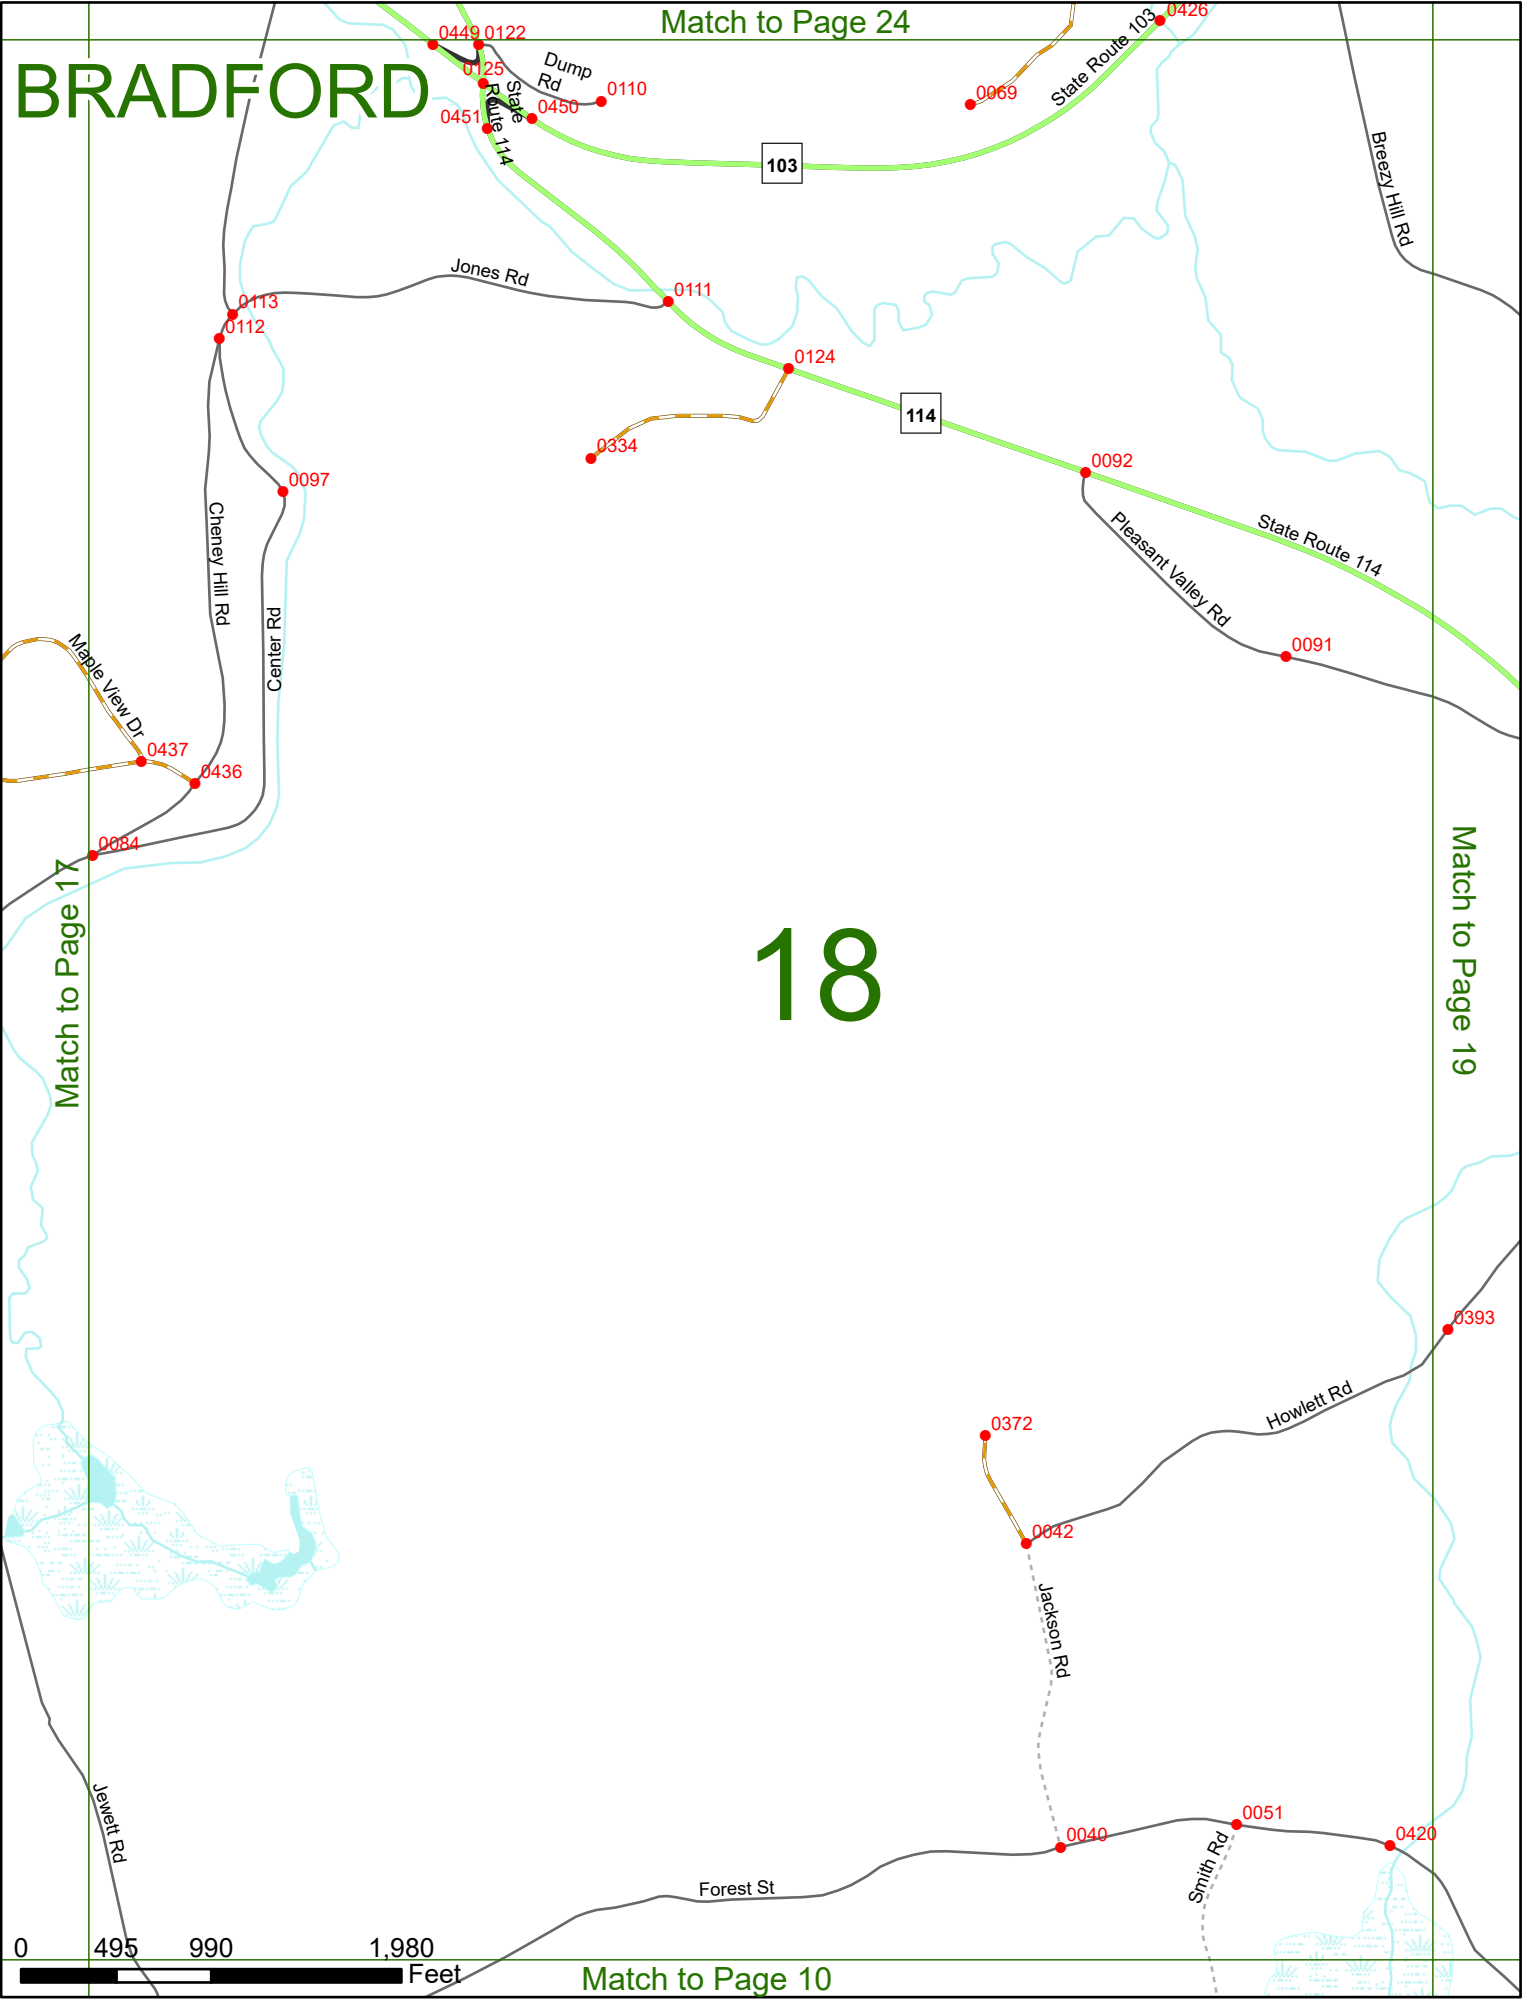 Match to Page 24
BRADFORD
0449
0122
0426
0125
Dump
Rd
0110
State
Route 114
0451
0450
0069
State Route 103
103
Breezy Hill Rd
Jones Rd
0113
0111
0112
0124
114
0334
0092
0097
Cheney Hill Rd
Center Rd
Pleasant Valley Rd
State Route 114
0091
Maple View Dr
0437
0436
0084
Match to Page 17
18
Match to Page 19
0393
Howlett Rd
0372
0042
Jackson Rd
Jewett Rd
0040
0051
0420
Smith Rd
Forest St
0 495 990 1,980
Feet
Match to Page 10